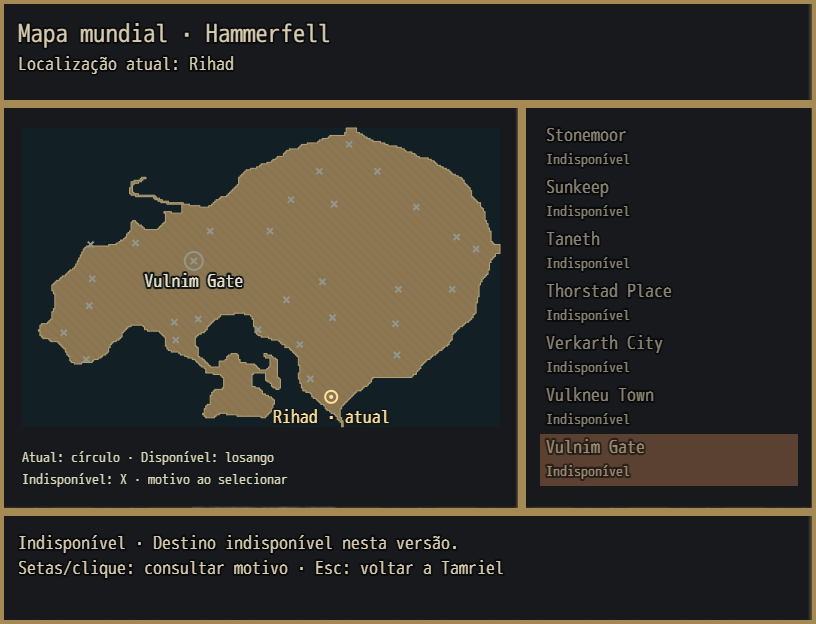 Mapa mundial · Hammerfell
Localização atual: Rihad
Vulnim Gate
Rihad · atual
Atual: círculo · Disponível: losango
Indisponível: X · motivo ao selecionar
Stonemoor
Indisponível
Sunkeep
Indisponível
Taneth
Indisponível
Thorstad Place
Indisponível
Verkarth City
Indisponível
Vulkneu Town
Indisponível
Vulnim Gate
Indisponível
Indisponível · Destino indisponível nesta versão.
Setas/clique: consultar motivo · Esc: voltar a Tamriel